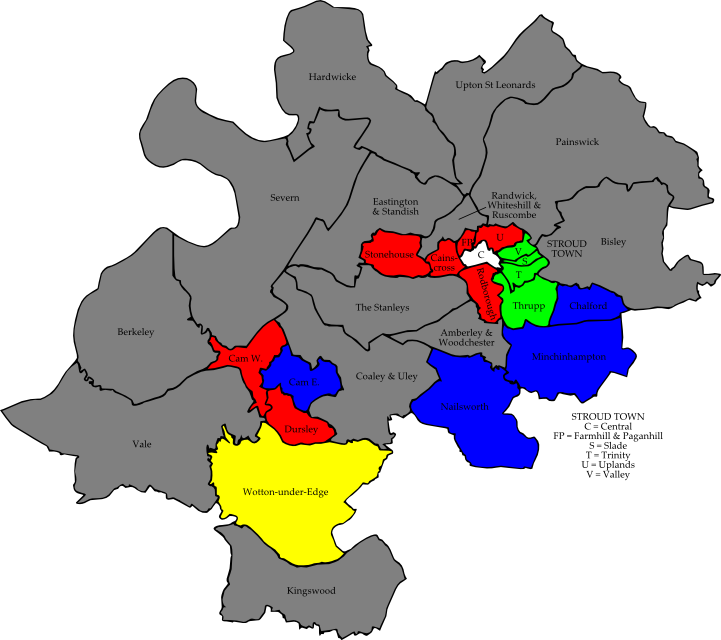 Hardwicke
Upton St Leonards
Painswick
Severn
Eastington
& Standish
Randwick,
Whiteshill &
Ruscombe
STROUD
TOWN
Bisley
FP
U
V
C
S
T
Stonehouse
Cains-
cross
Rodborough
Thrupp
Chalford
The Stanleys
Berkeley
Amberley &
Woodchester
Minchinhampton
Cam W.
Cam E.
Coaley & Uley
Nailsworth
Dursley
Vale
STROUD TOWN
C = Central
FP = Farmhill & Paganhill
S = Slade
T = Trinity
U = Uplands
V = Valley
Wotton-under-Edge
Kingswood